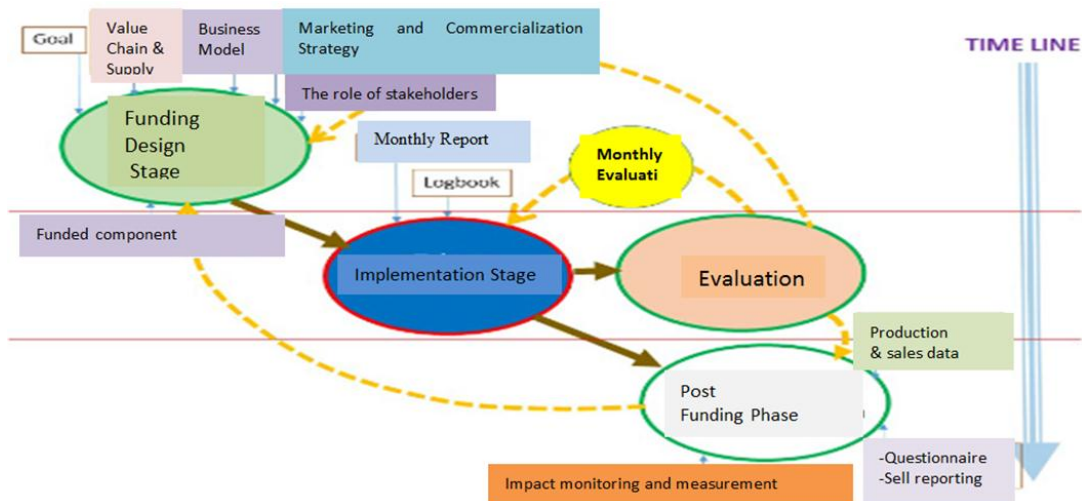 Goal
Value
Chain &
Supply
Business
Model
Marketing and Commercialization
Strategy
TIME LINE
The role of stakeholders
Funding
Design
Stage
Monthly Report
Logbook
Monthly
Evaluati
Funded component
Implementation Stage
Evaluation
Production
& sales data
Post
Funding Phase
-Questionnaire
-Sell reporting
Impact monitoring and measurement